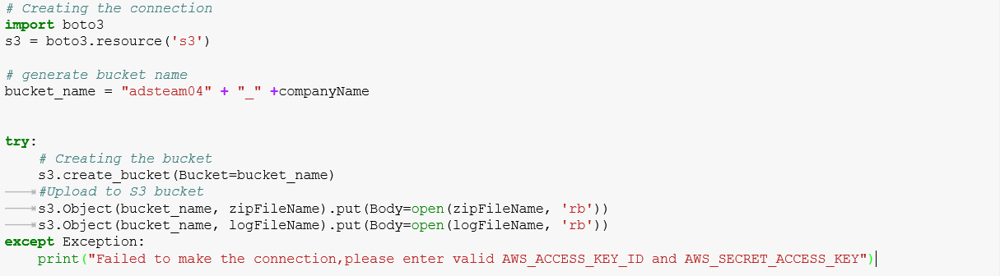 # Creating the connection
import boto3
s3 = boto3.resource('s3')
# generate bucket name
bucket_name = "adsteam04" + "_" +companyName
try:
    # Creating the bucket
    s3.create_bucket(Bucket=bucket_name)
    #Upload to S3 bucket
    s3.Object(bucket_name, zipFileName).put(Body=open(zipFileName, 'rb'))
    s3.Object(bucket_name, logFileName).put(Body=open(logFileName, 'rb'))
except Exception:
    print("Failed to make the connection,please enter valid AWS_ACCESS_KEY_ID and AWS_SECRET_ACCESS_KEY")